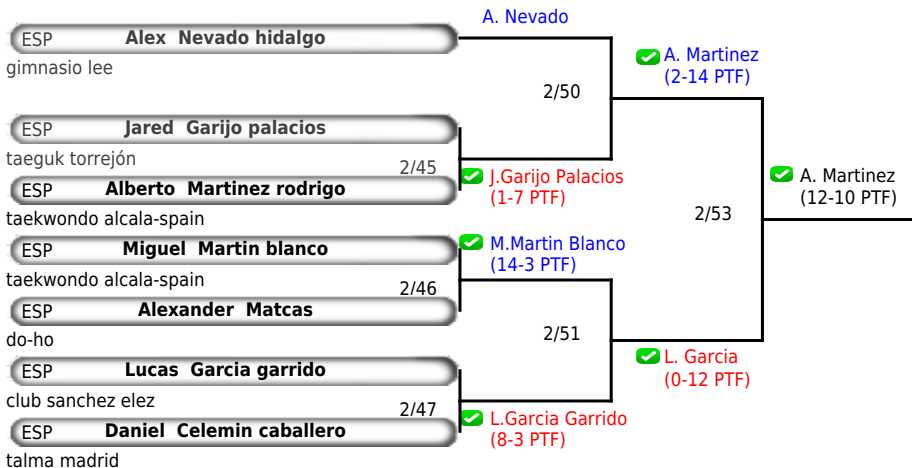 A. Nevado
ESP Alex Nevado hidalgo
gimnasio lee
A. Martinez
(2-14 PTF)
2/50
ESP Jared Garijo palacios
taeguk torrejón
2/45
J.Garijo Palacios
(1-7 PTF)
ESP Alberto Martinez rodrigo
taekwondo alcala-spain
A. Martinez
(12-10 PTF)
2/53
ESP Miguel Martin blanco
taekwondo alcala-spain
M.Martin Blanco
(14-3 PTF)
2/46
ESP Alexander Matcas
do-ho
2/51
L. Garcia
(0-12 PTF)
ESP Lucas Garcia garrido
club sanchez elez
2/47
L.Garcia Garrido
(8-3 PTF)
ESP Daniel Celemin caballero
talma madrid